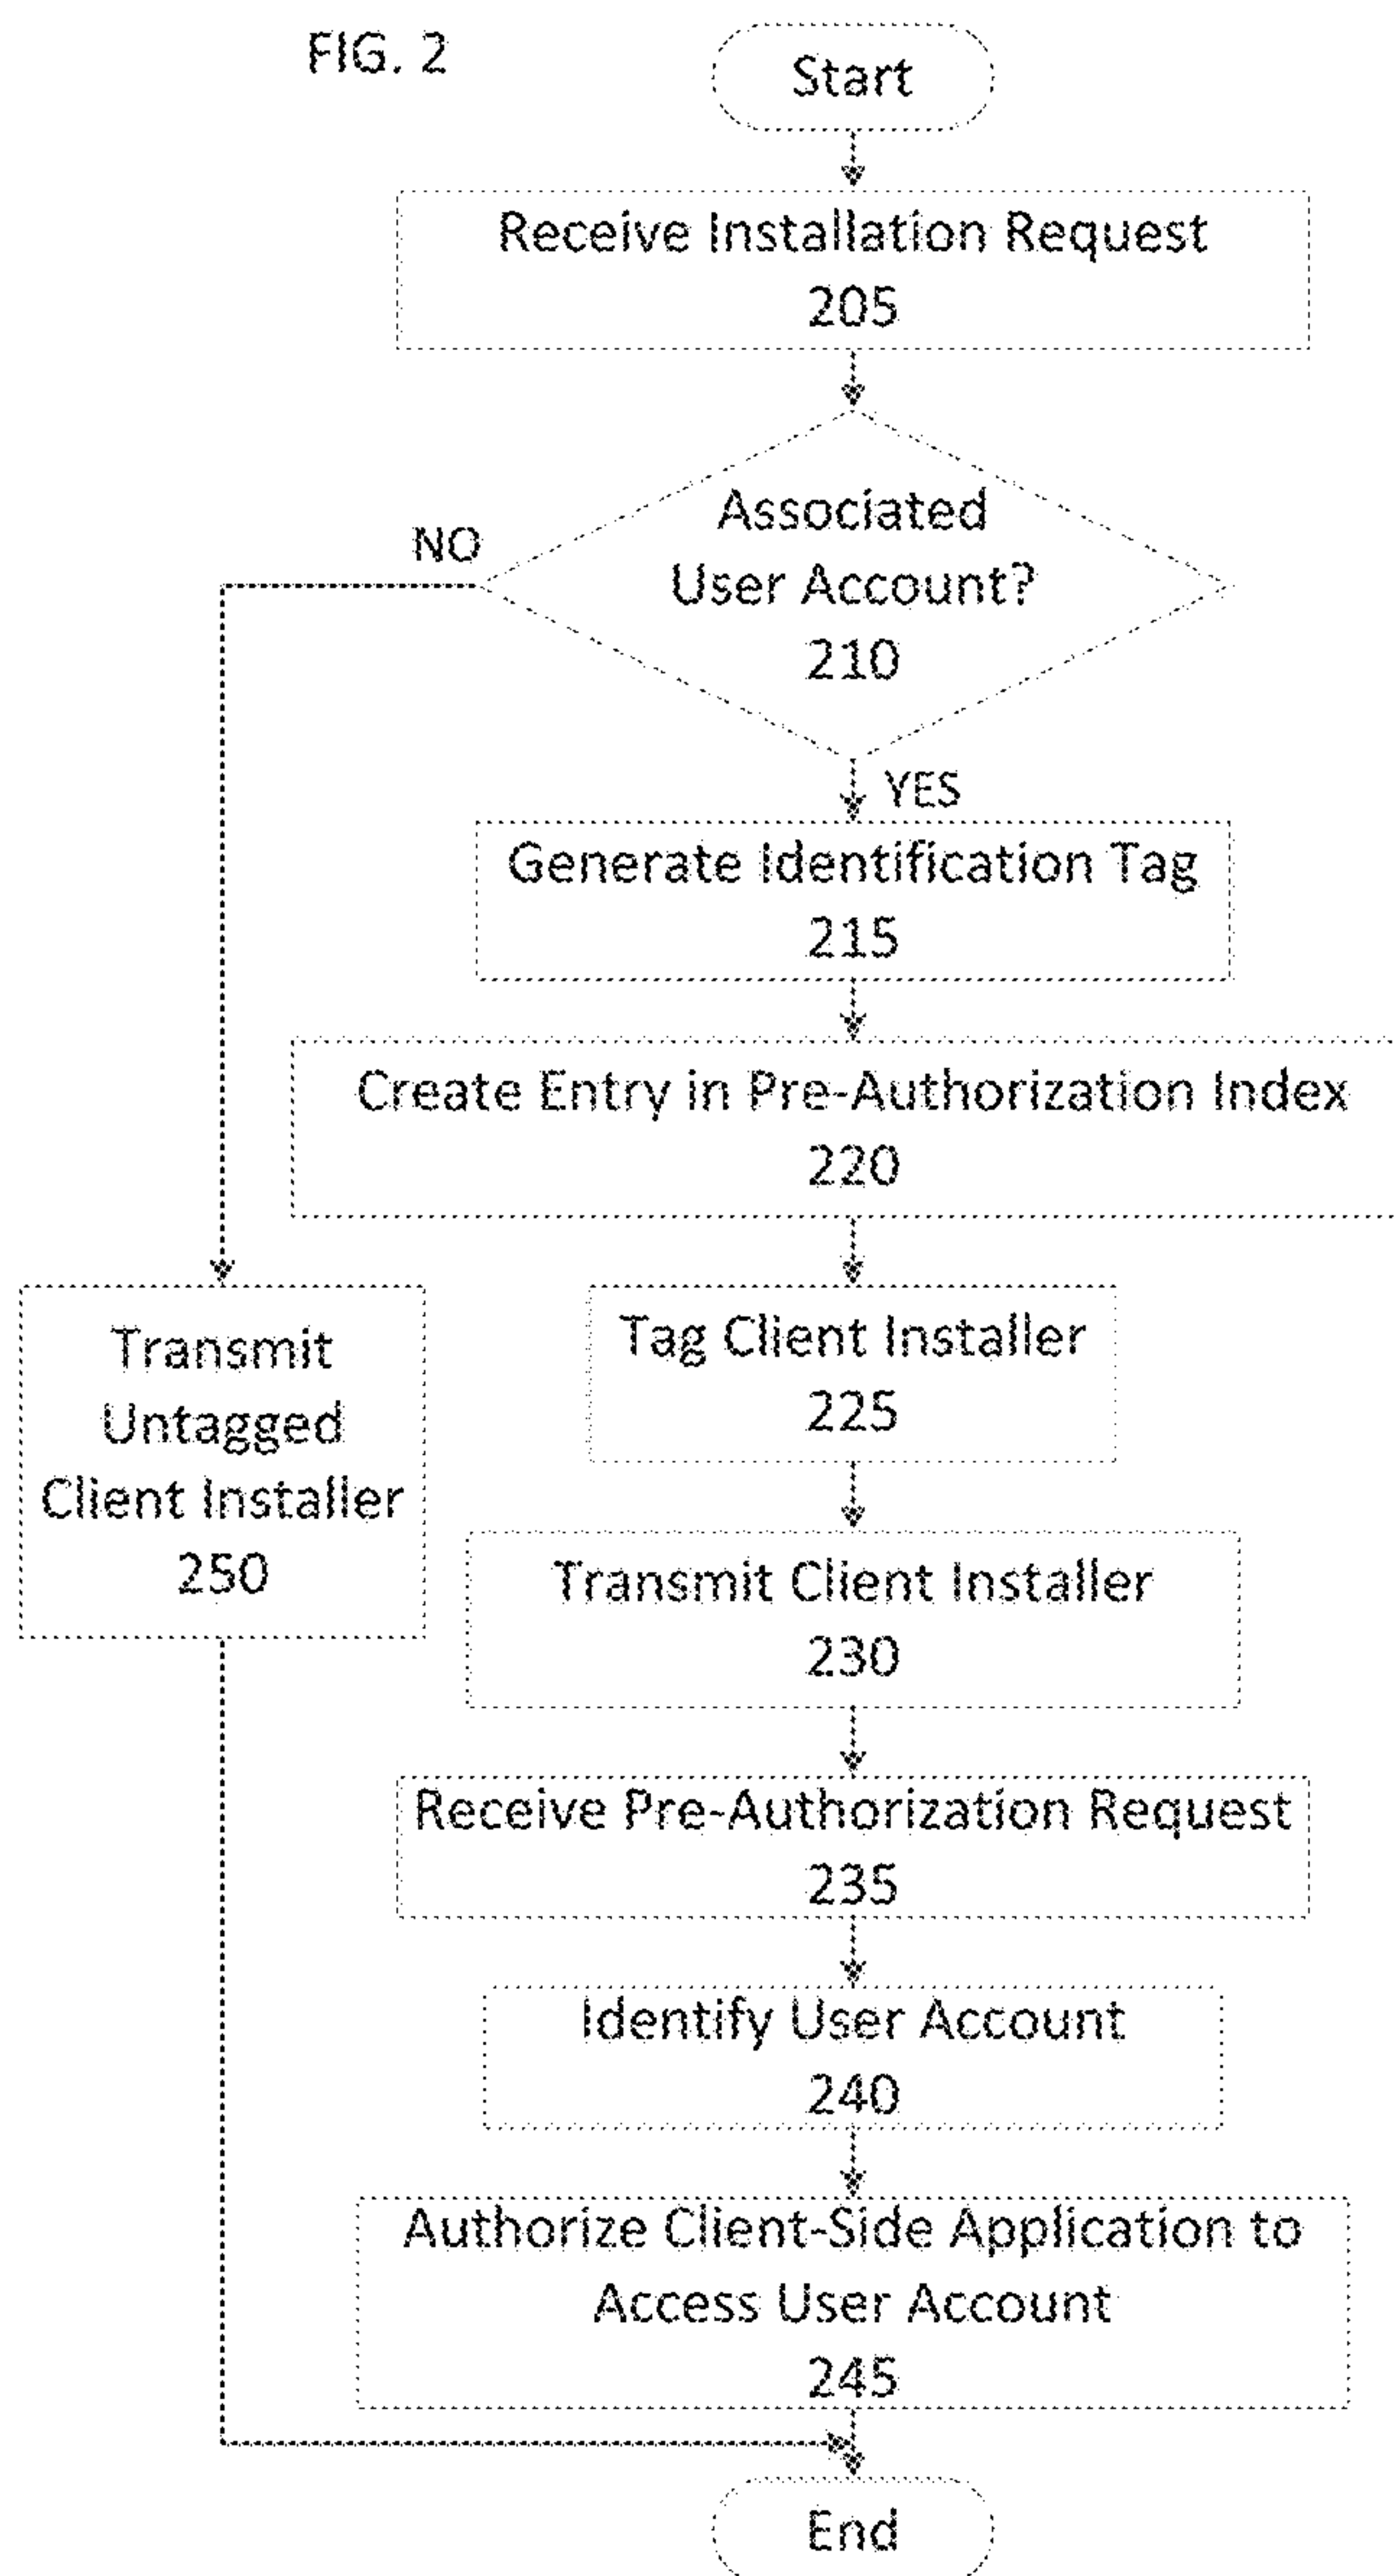 FIG. 2
Start
Receive Installation Request
205
Associated
User Account?
210
NO
YES
Generate Identification Tag
215
Create Entry in Pre-Authorization Index
220
Tag Client Installer
225
Transmit
Untagged
Client Installer
250
Transmit Client Installer
230
Receive Pre-Authorization Request
235
Identify User Account
240
Authorize Client-Side Application to
Access User Account
245
End